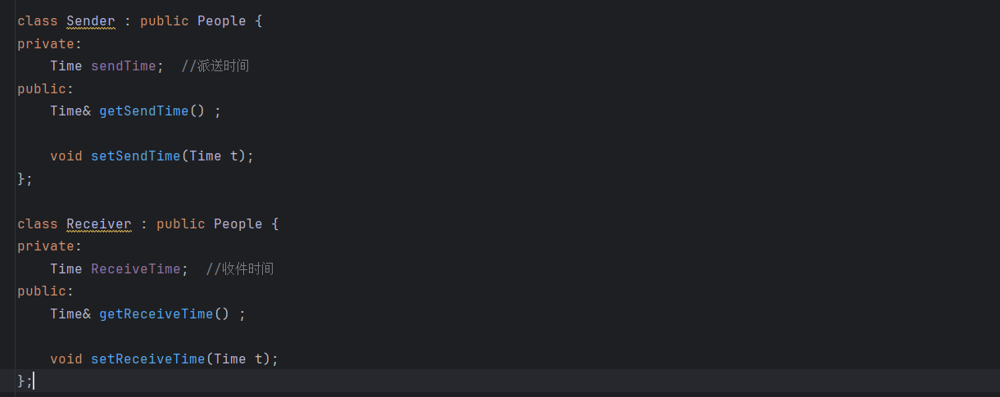 class Sender : public People {
private:
    Time sendTime;  //派送时间
public:
    Time& getSendTime() ;

    void setSendTime(Time t);
};

class Receiver : public People {
private:
    Time ReceiveTime;  //收件时间
public:
    Time& getReceiveTime() ;

    void setReceiveTime(Time t);
};